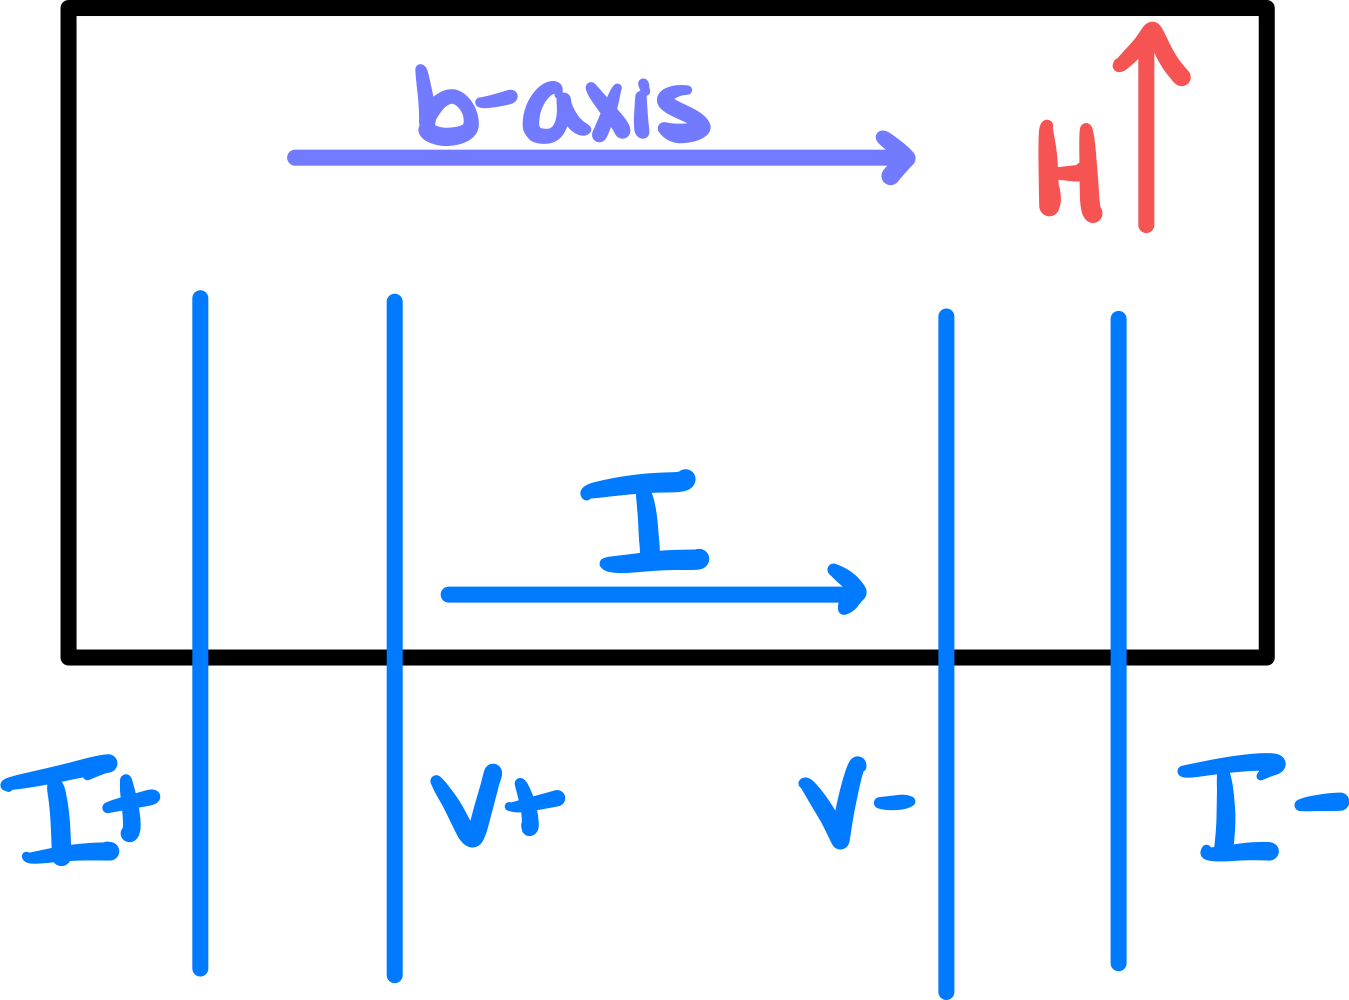 b-axis
H
I
I+
V+
V-
I-